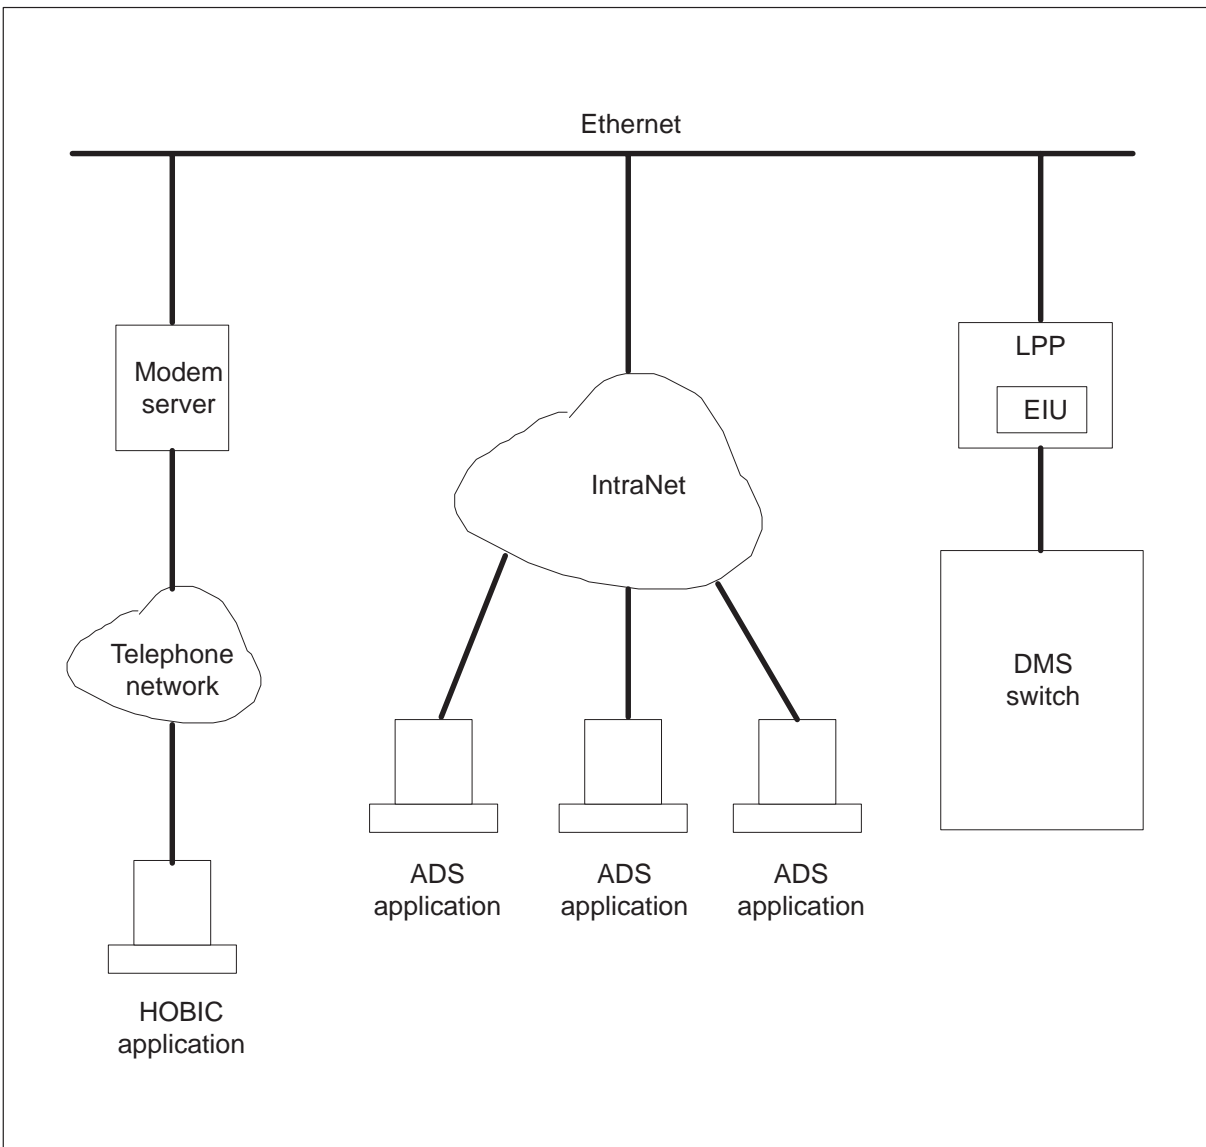 Ethernet
Modem
server
LPP
EIU
IntraNet
Telephone
network
DMS
switch
ADS
application
ADS
application
ADS
application
HOBIC
application